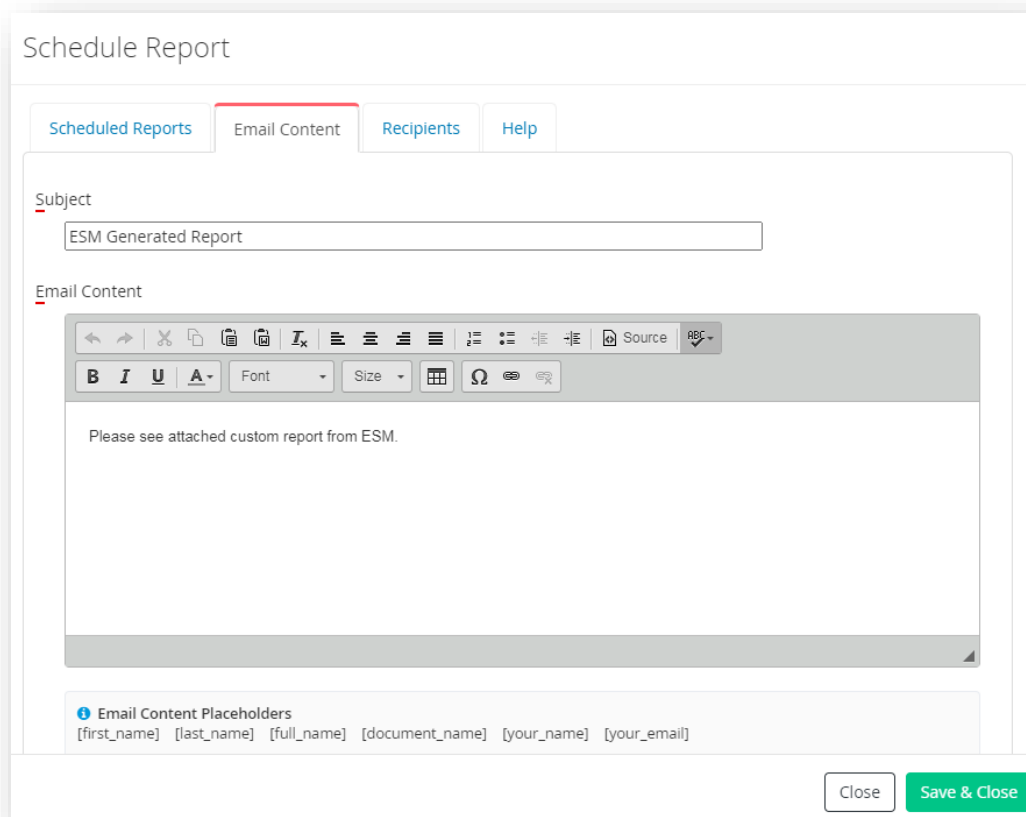 Schedule Report
Scheduled Reports Email Content Recipients Help
Subject
ESM Generated Report
Email Content
Source ABC
B I U A Font Size Ω
Please see attached custom report from ESM.
Email Content Placeholders
[first_name] [last_name] [full_name] [document_name] [your_name] [your_email]
Close Save & Close